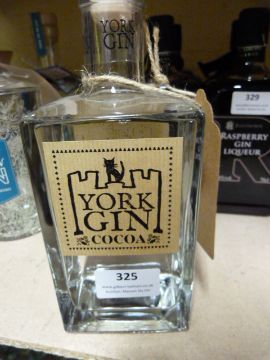 YORK
GIN
YORK
GIN
COCOA
325
329
RASPBERRY
GIN
LIQUEUR